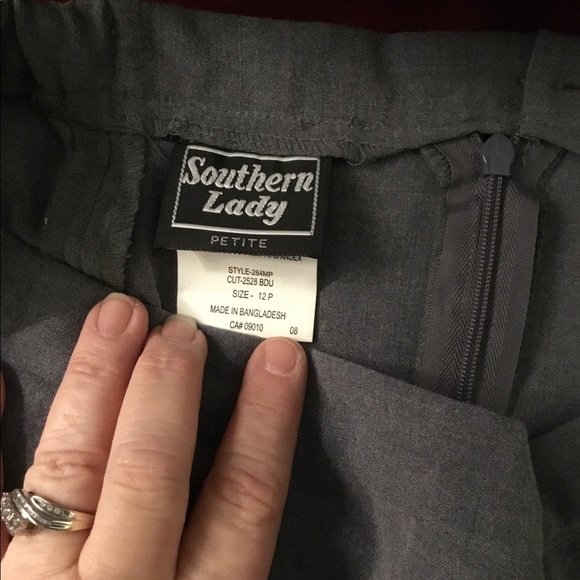 Southern
Lady
PETITE
STYLE-284MP
CUT-2528 BDU
SIZE - 12 P
MADE IN BANGLADESH
CA# 09010 08